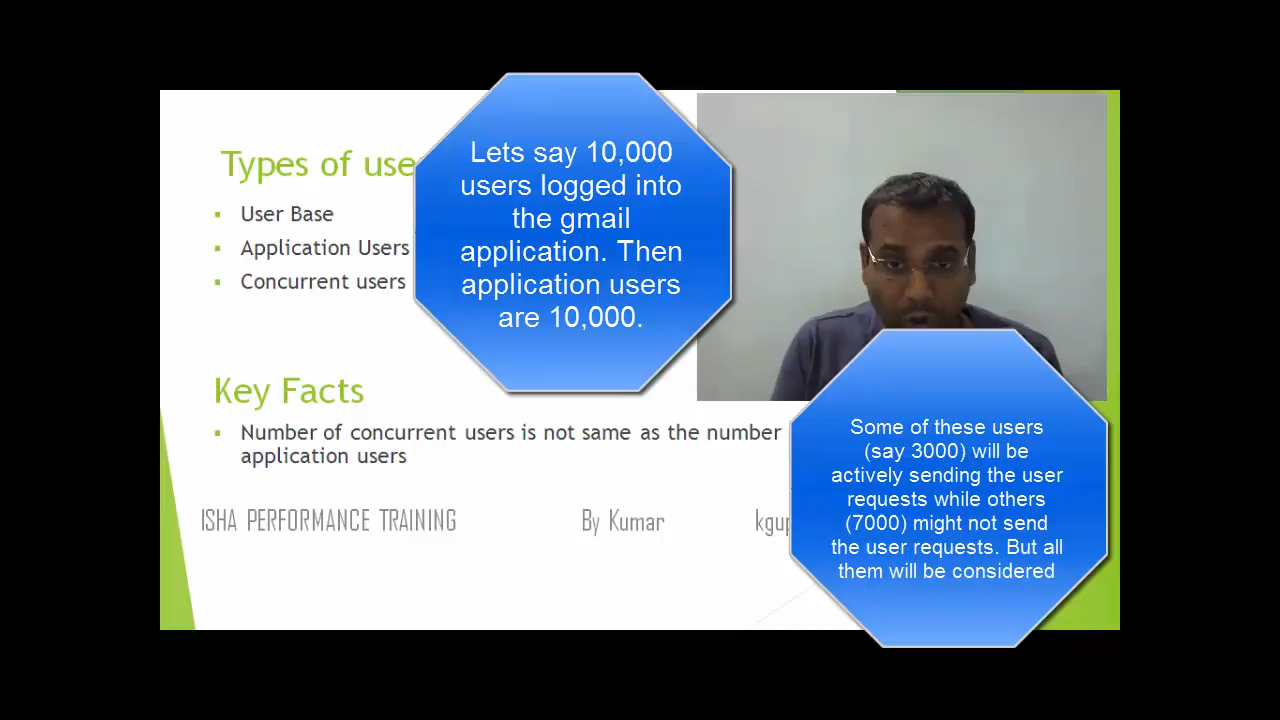 Types of use
User Base
Application Users
Concurrent users
Lets say 10,000
users logged into
the gmail
application. Then
application users
are 10,000.
Key Facts
Number of concurrent users is not same as the number
application users
Some of these users
(say 3000) will be
actively sending the user
requests while others
(7000) might not send
the user requests. But all
them will be considered
ISHA PERFORMANCE TRAINING By Kumar kgup